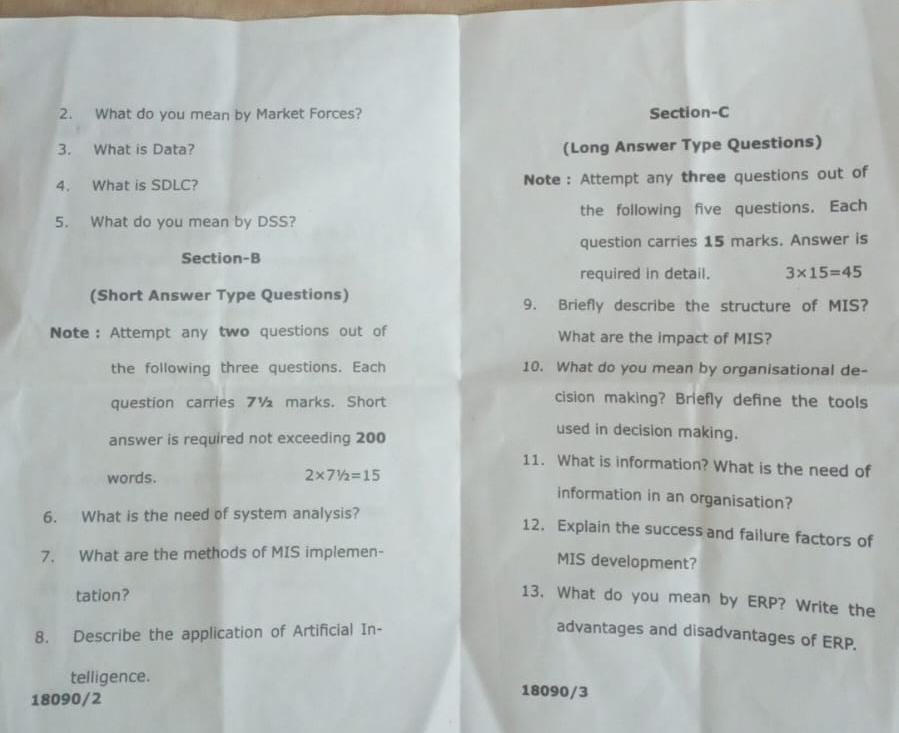 2. What do you mean by Market Forces?
3. What is Data?
4. What is SDLC?
5. What do you mean by DSS?
Section-B
(Short Answer Type Questions)
Note : Attempt any two questions out of
the following three questions. Each
question carries 7½ marks. Short
answer is required not exceeding 200
words. 2×7½=15
6. What is the need of system analysis?
7. What are the methods of MIS implemen-
tation?
8. Describe the application of Artificial In-
telligence.
18090/2
Section-C
(Long Answer Type Questions)
Note : Attempt any three questions out of
the following five questions. Each
question carries 15 marks. Answer is
required in detail. 3×15=45
9. Briefly describe the structure of MIS?
What are the impact of MIS?
10. What do you mean by organisational de-
cision making? Briefly define the tools
used in decision making.
11. What is information? What is the need of
information in an organisation?
12. Explain the success and failure factors of
MIS development?
13. What do you mean by ERP? Write the
advantages and disadvantages of ERP.
18090/3